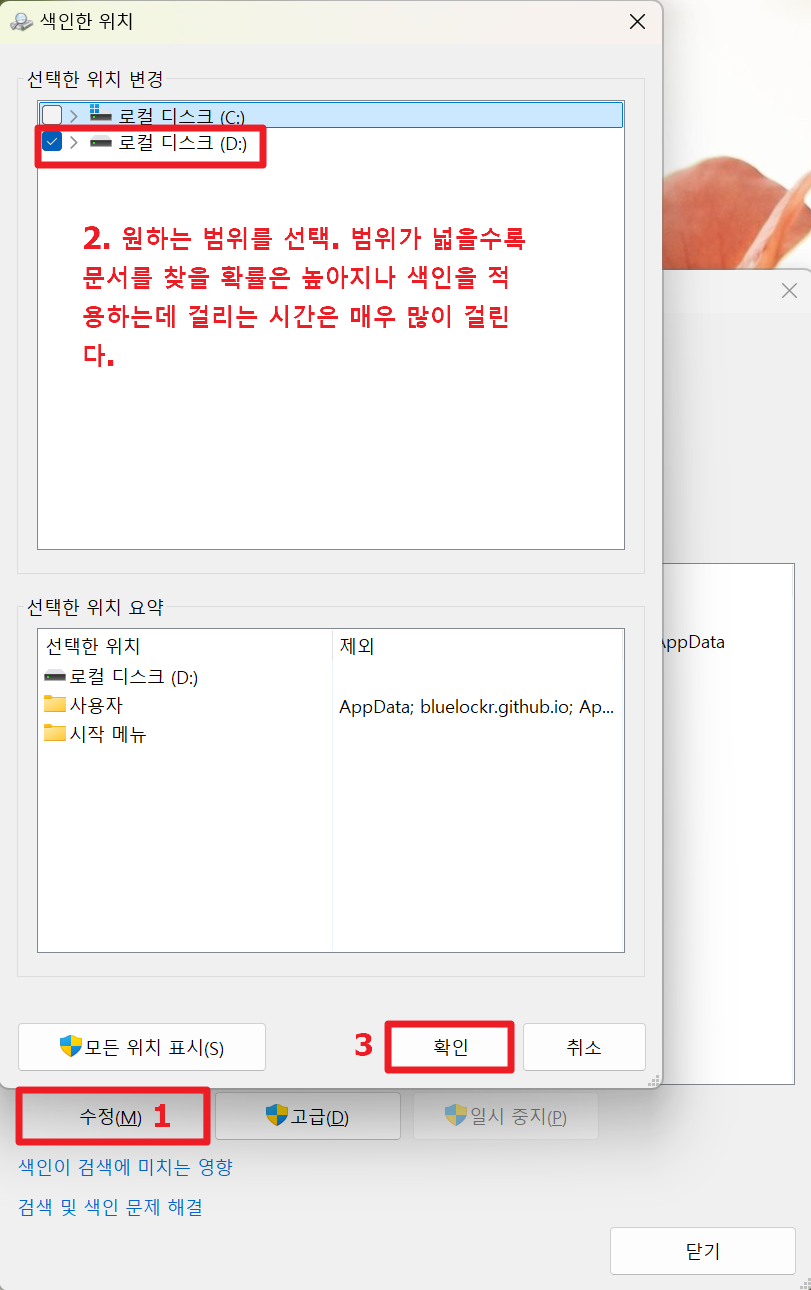 색인한 위치
선택한 위치 변경
로컬 디스크 (C:)
로컬 디스크 (D:)
2. 원하는 범위를 선택. 범위가 넓을수록
문서를 찾을 확률은 높아지나 색인을 적
용하는데 걸리는 시간은 매우 많이 걸린
다.
선택한 위치 요약
선택한 위치 제외
로컬 디스크 (D:)
사용자 AppData; bluelockr.github.io; Ap...
시작 메뉴
AppData
모든 위치 표시(S) 3 확인 취소
수정(M) 1 고급(D) 일시 중지(P)
색인이 검색에 미치는 영향
검색 및 색인 문제 해결
닫기